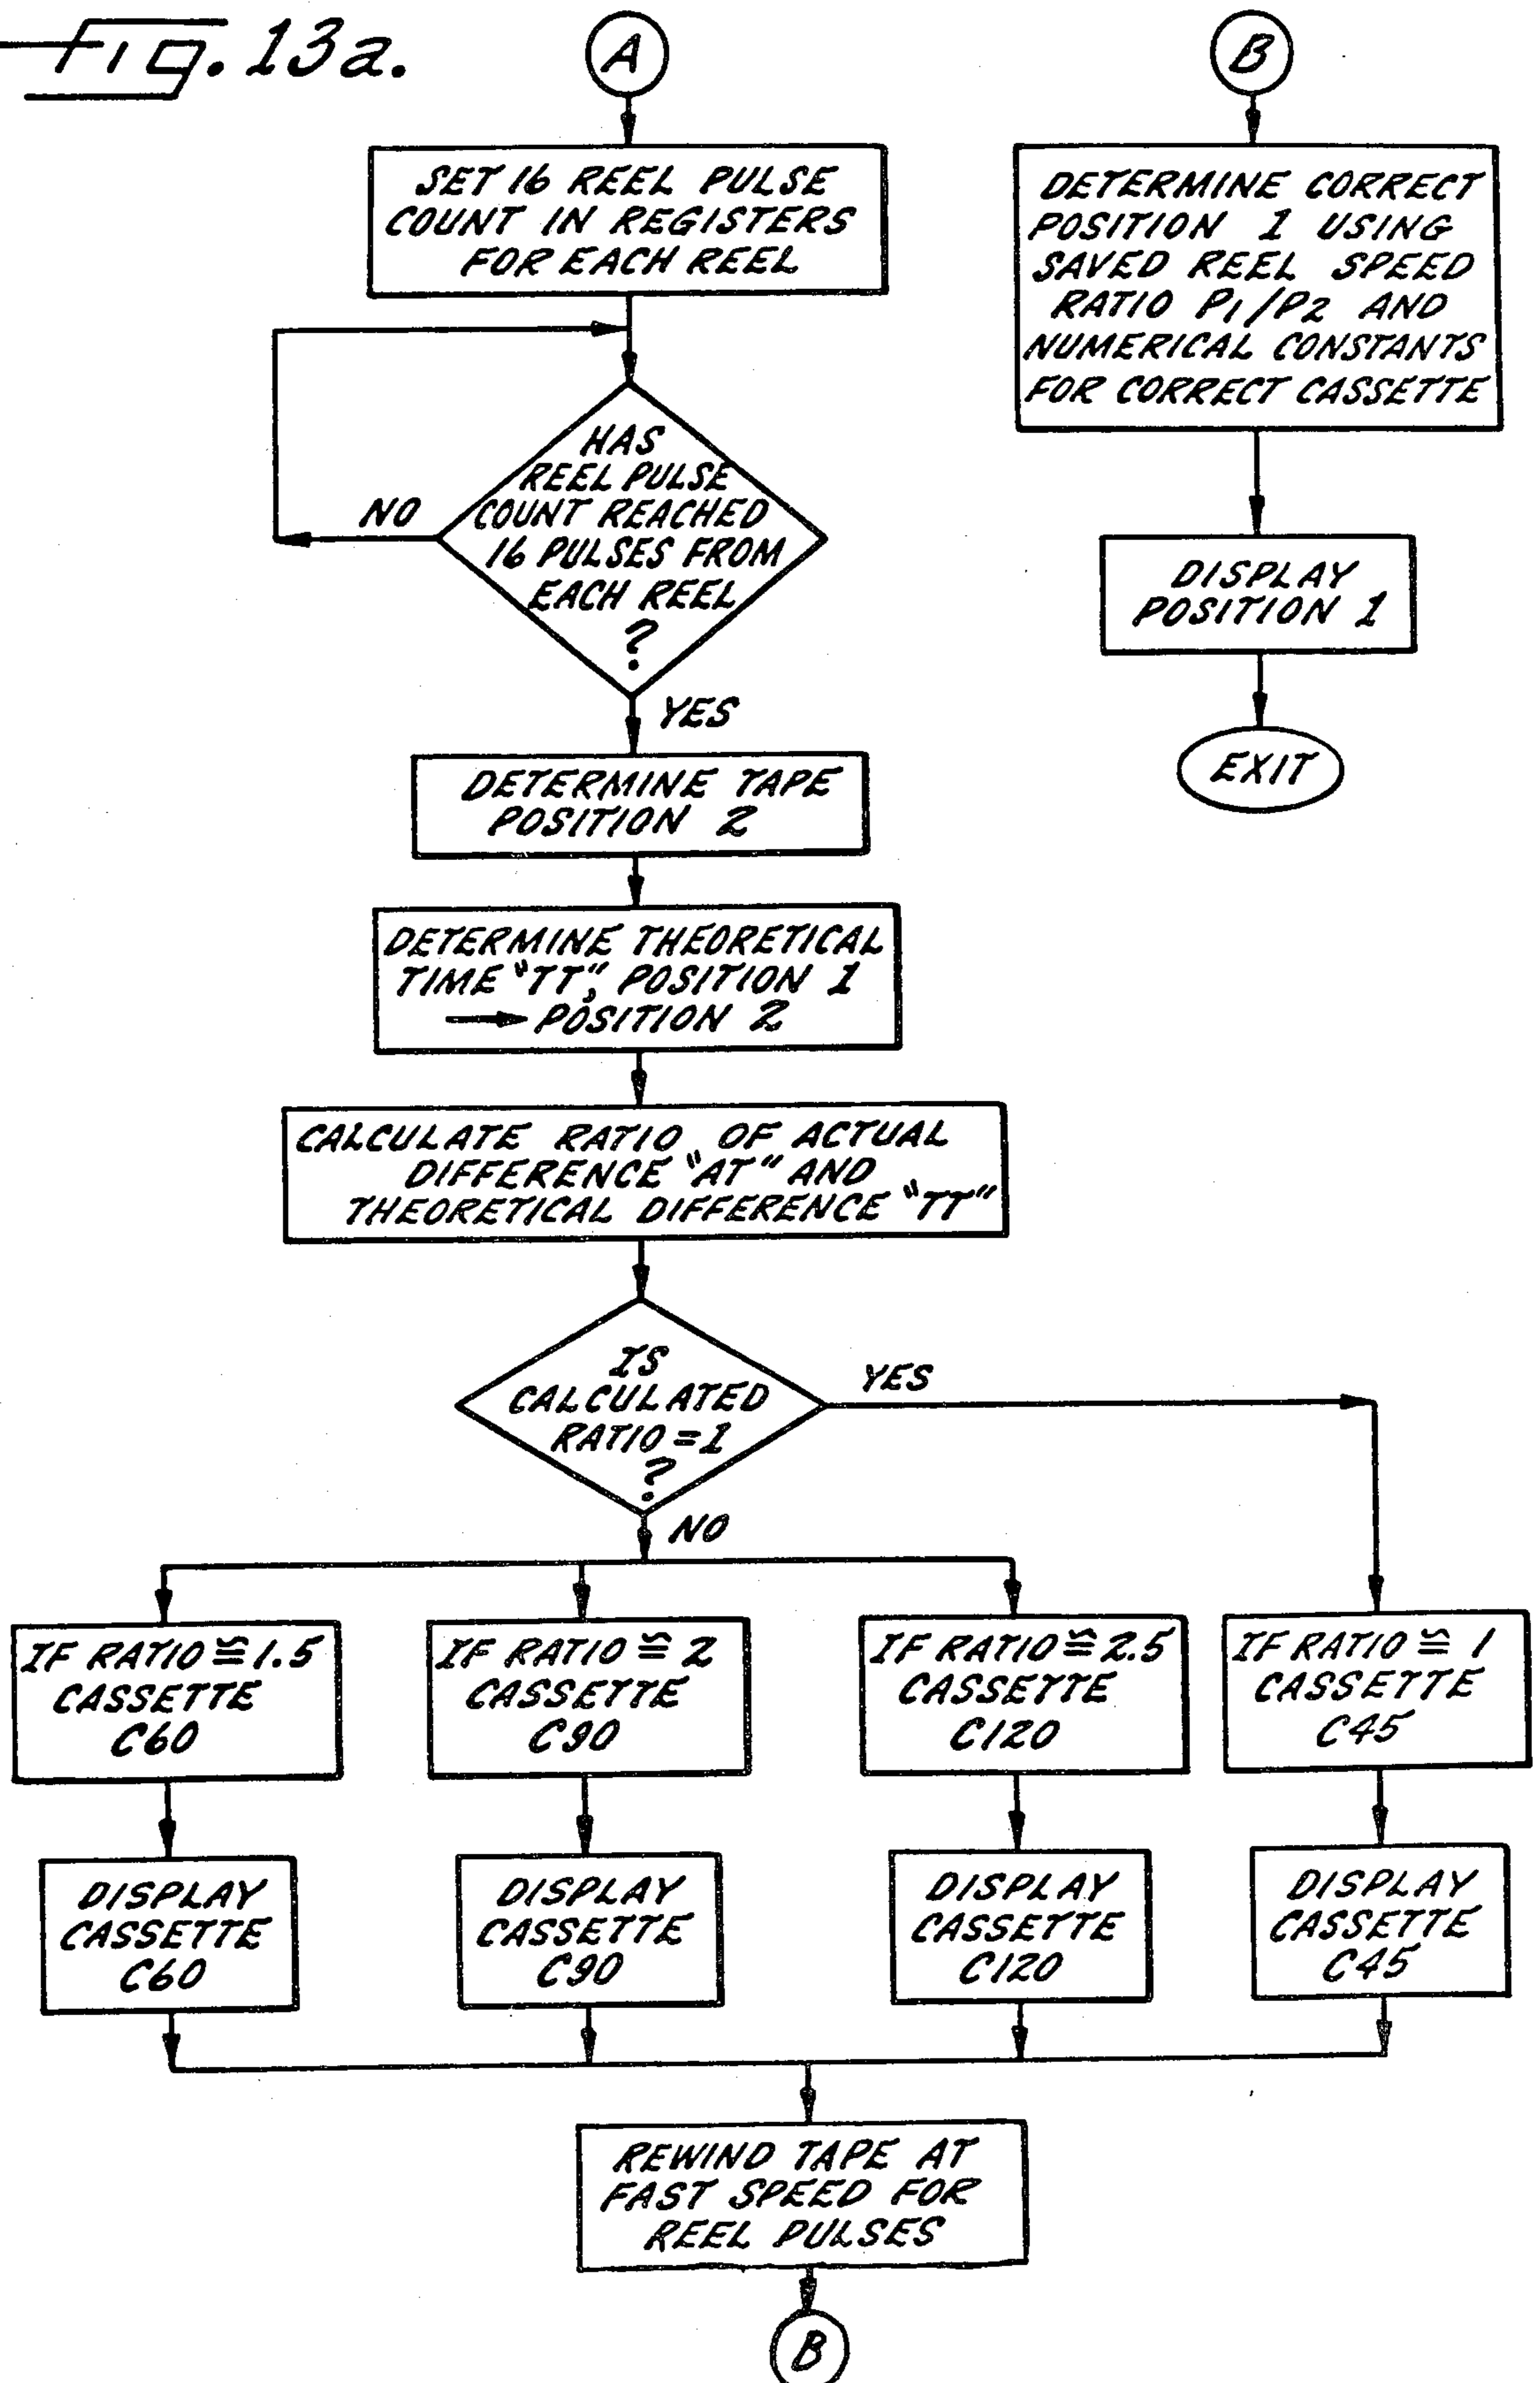 Fig. 13a.
A
SET 16 REEL PULSE
COUNT IN REGISTERS
FOR EACH REEL
HAS
REEL PULSE
COUNT REACHED
16 PULSES FROM
EACH REEL
?
NO
YES
DETERMINE TAPE
POSITION 2
DETERMINE THEORETICAL
TIME "TT", POSITION 1
→ POSITION 2
CALCULATE RATIO OF ACTUAL
DIFFERENCE "AT" AND
THEORETICAL DIFFERENCE "TT"
IS
CALCULATED
RATIO = 1
?
YES
NO
IF RATIO ≅ 1.5
CASSETTE
C60
IF RATIO ≅ 2
CASSETTE
C90
IF RATIO ≅ 2.5
CASSETTE
C120
IF RATIO ≅ 1
CASSETTE
C45
DISPLAY
CASSETTE
C60
DISPLAY
CASSETTE
C90
DISPLAY
CASSETTE
C120
DISPLAY
CASSETTE
C45
REWIND TAPE AT
FAST SPEED FOR
REEL PULSES
B
B
DETERMINE CORRECT
POSITION 1 USING
SAVED REEL SPEED
RATIO P1/P2 AND
NUMERICAL CONSTANTS
FOR CORRECT CASSETTE
DISPLAY
POSITION 1
EXIT